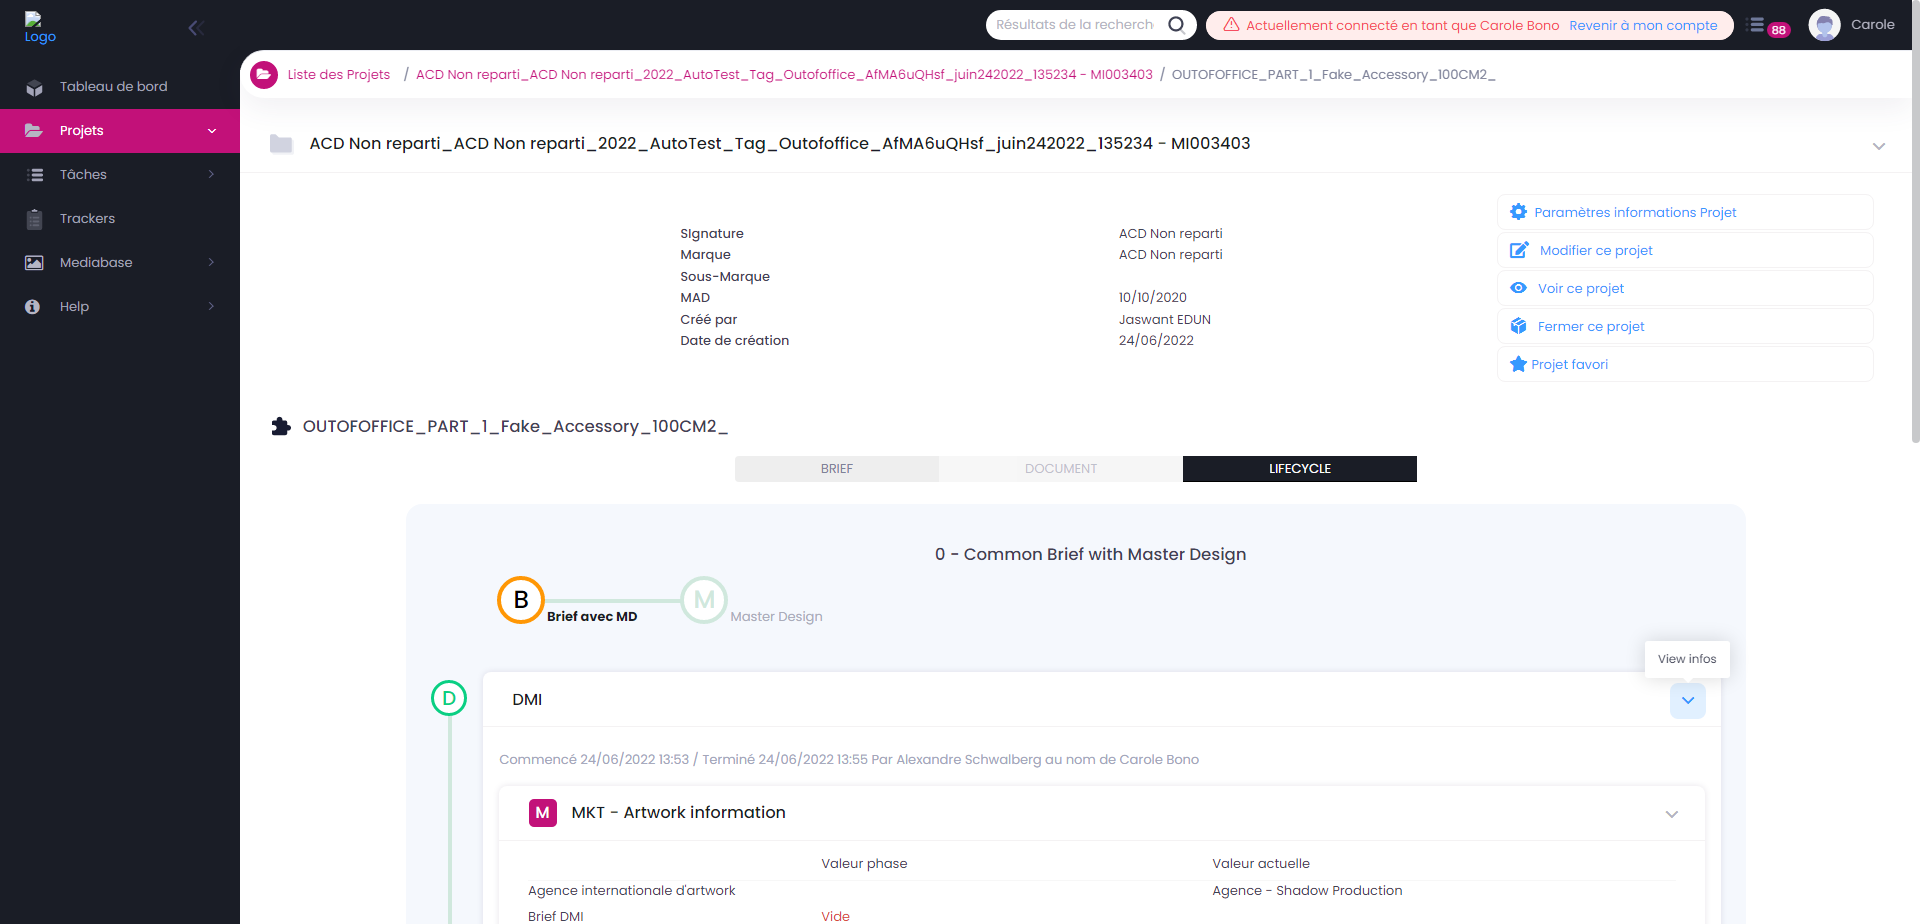 Logo
Résultats de la recherch
Actuellement connecté en tant que Carole Bono Revenir à mon compte
88
Carole
Tableau de bord
Projets
Tâches
Trackers
Mediabase
Help
Liste des Projets / ACD Non reparti_ACD Non reparti_2022_AutoTest_Tag_Outofoffice_AfMA6uQHsf_juin242022_135234 - MI003403 / OUTOFOFFICE_PART_1_Fake_Accessory_100CM2_
ACD Non reparti_ACD Non reparti_2022_AutoTest_Tag_Outofoffice_AfMA6uQHsf_juin242022_135234 - MI003403
SIgnature ACD Non reparti
Marque ACD Non reparti
Sous-Marque
MAD 10/10/2020
Créé par Jaswant EDUN
Date de création 24/06/2022
Paramètres informations Projet
Modifier ce projet
Voir ce projet
Fermer ce projet
Projet favori
OUTOFOFFICE_PART_1_Fake_Accessory_100CM2_
BRIEF DOCUMENT LIFECYCLE
0 - Common Brief with Master Design
B Brief avec MD M Master Design
View infos
D DMI
Commencé 24/06/2022 13:53 / Terminé 24/06/2022 13:55 Par Alexandre Schwalberg au nom de Carole Bono
M MKT - Artwork information
Valeur phase Valeur actuelle
Agence internationale d'artwork Agence - Shadow Production
Brief DMI Vide